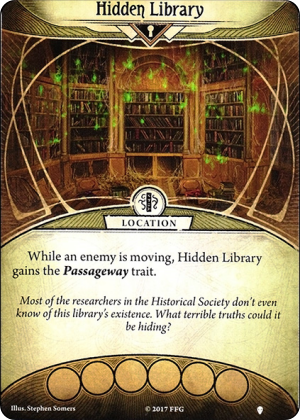 Hidden Library
LOCATION
While an enemy is moving, Hidden Library
gains the Passageway trait.
Most of the researchers in the Historical Society don't even
know of this library's existence. What terrible truths could it
be hiding?
Illus. Stephen Somers
© 2017 FFG